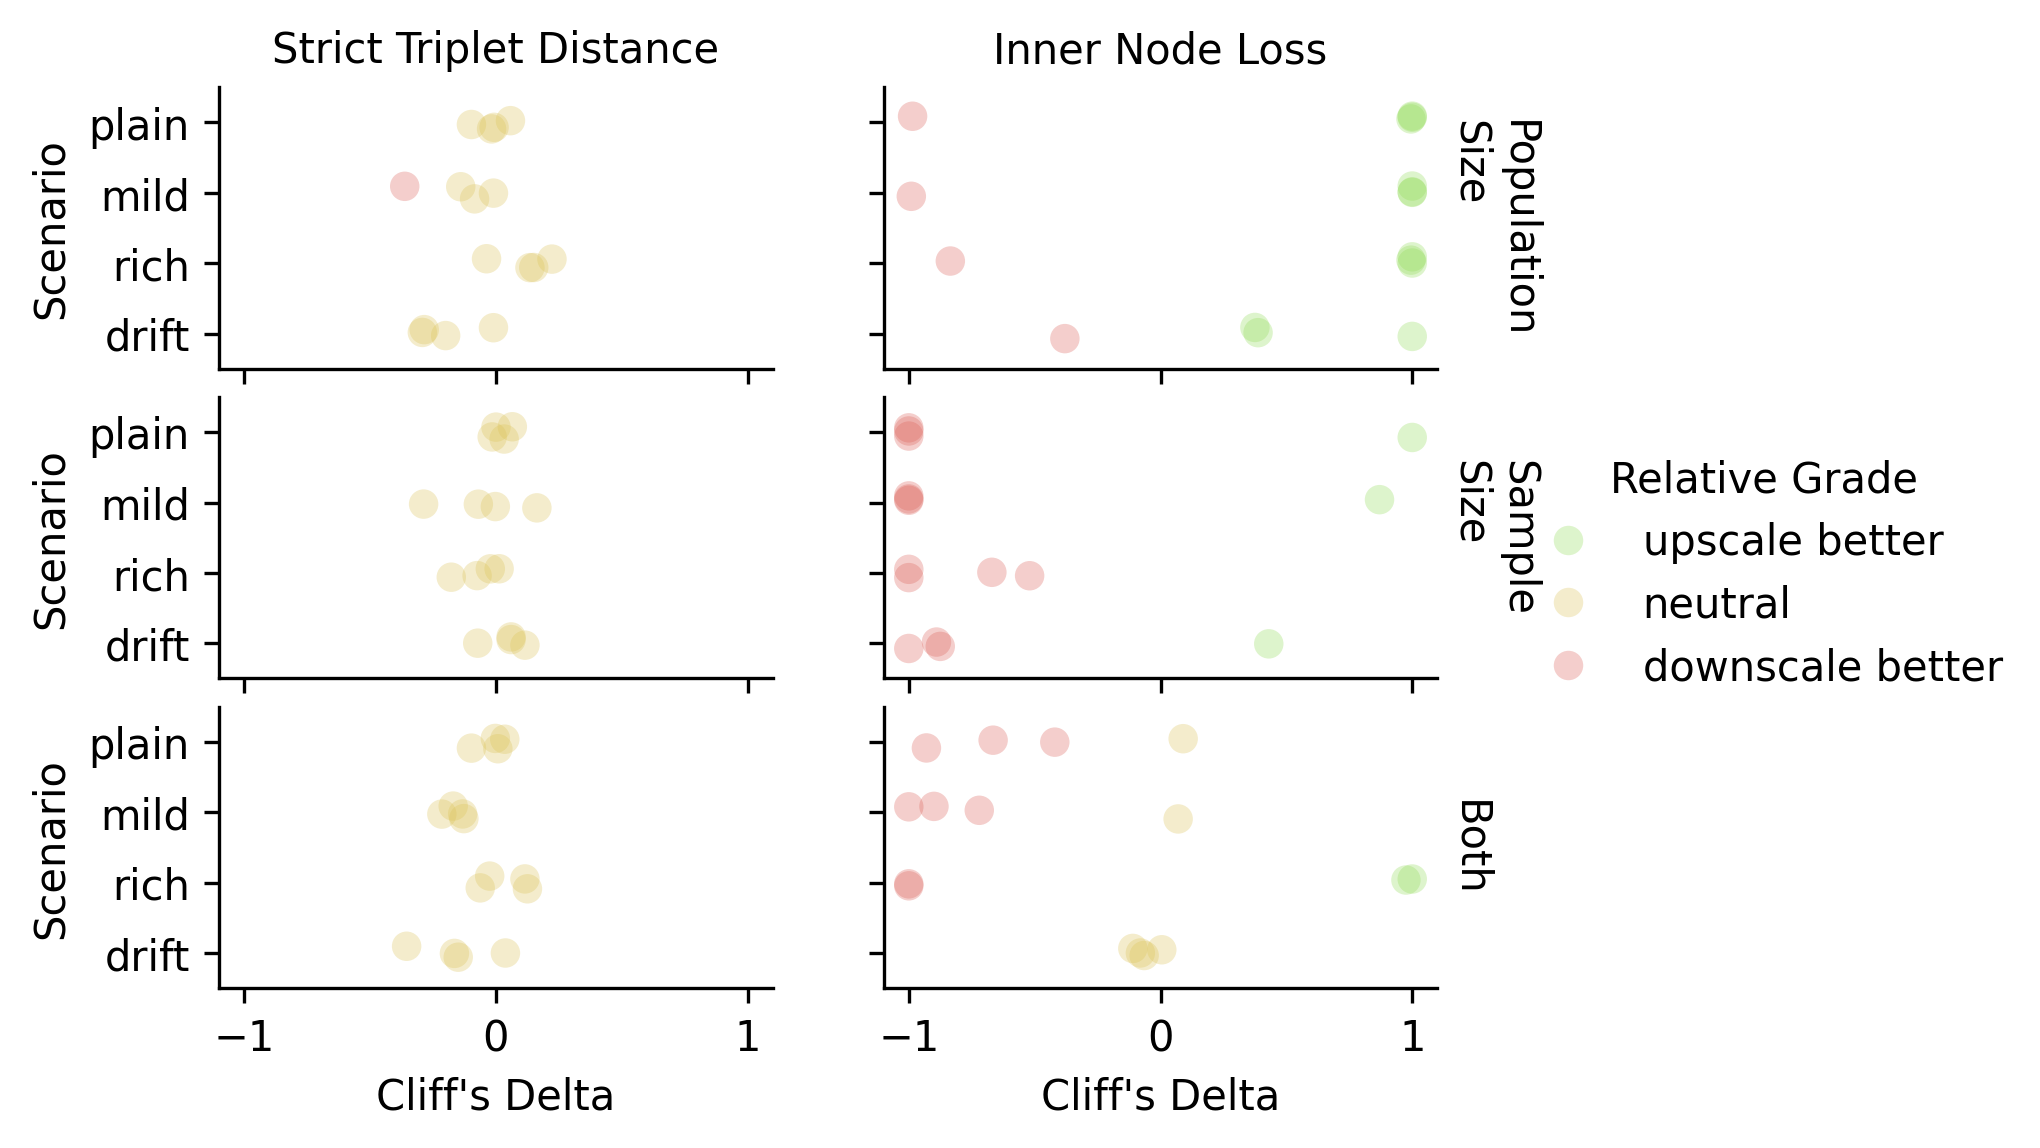 Strict Triplet Distance
Inner Node Loss
Scenario
plain
mild
rich
drift
Population
Size
Scenario
plain
mild
rich
drift
Sample
Size
Relative Grade
upscale better
neutral
downscale better
Scenario
plain
mild
rich
drift
Both
−1
0
1
−1
0
1
Cliff's Delta
Cliff's Delta